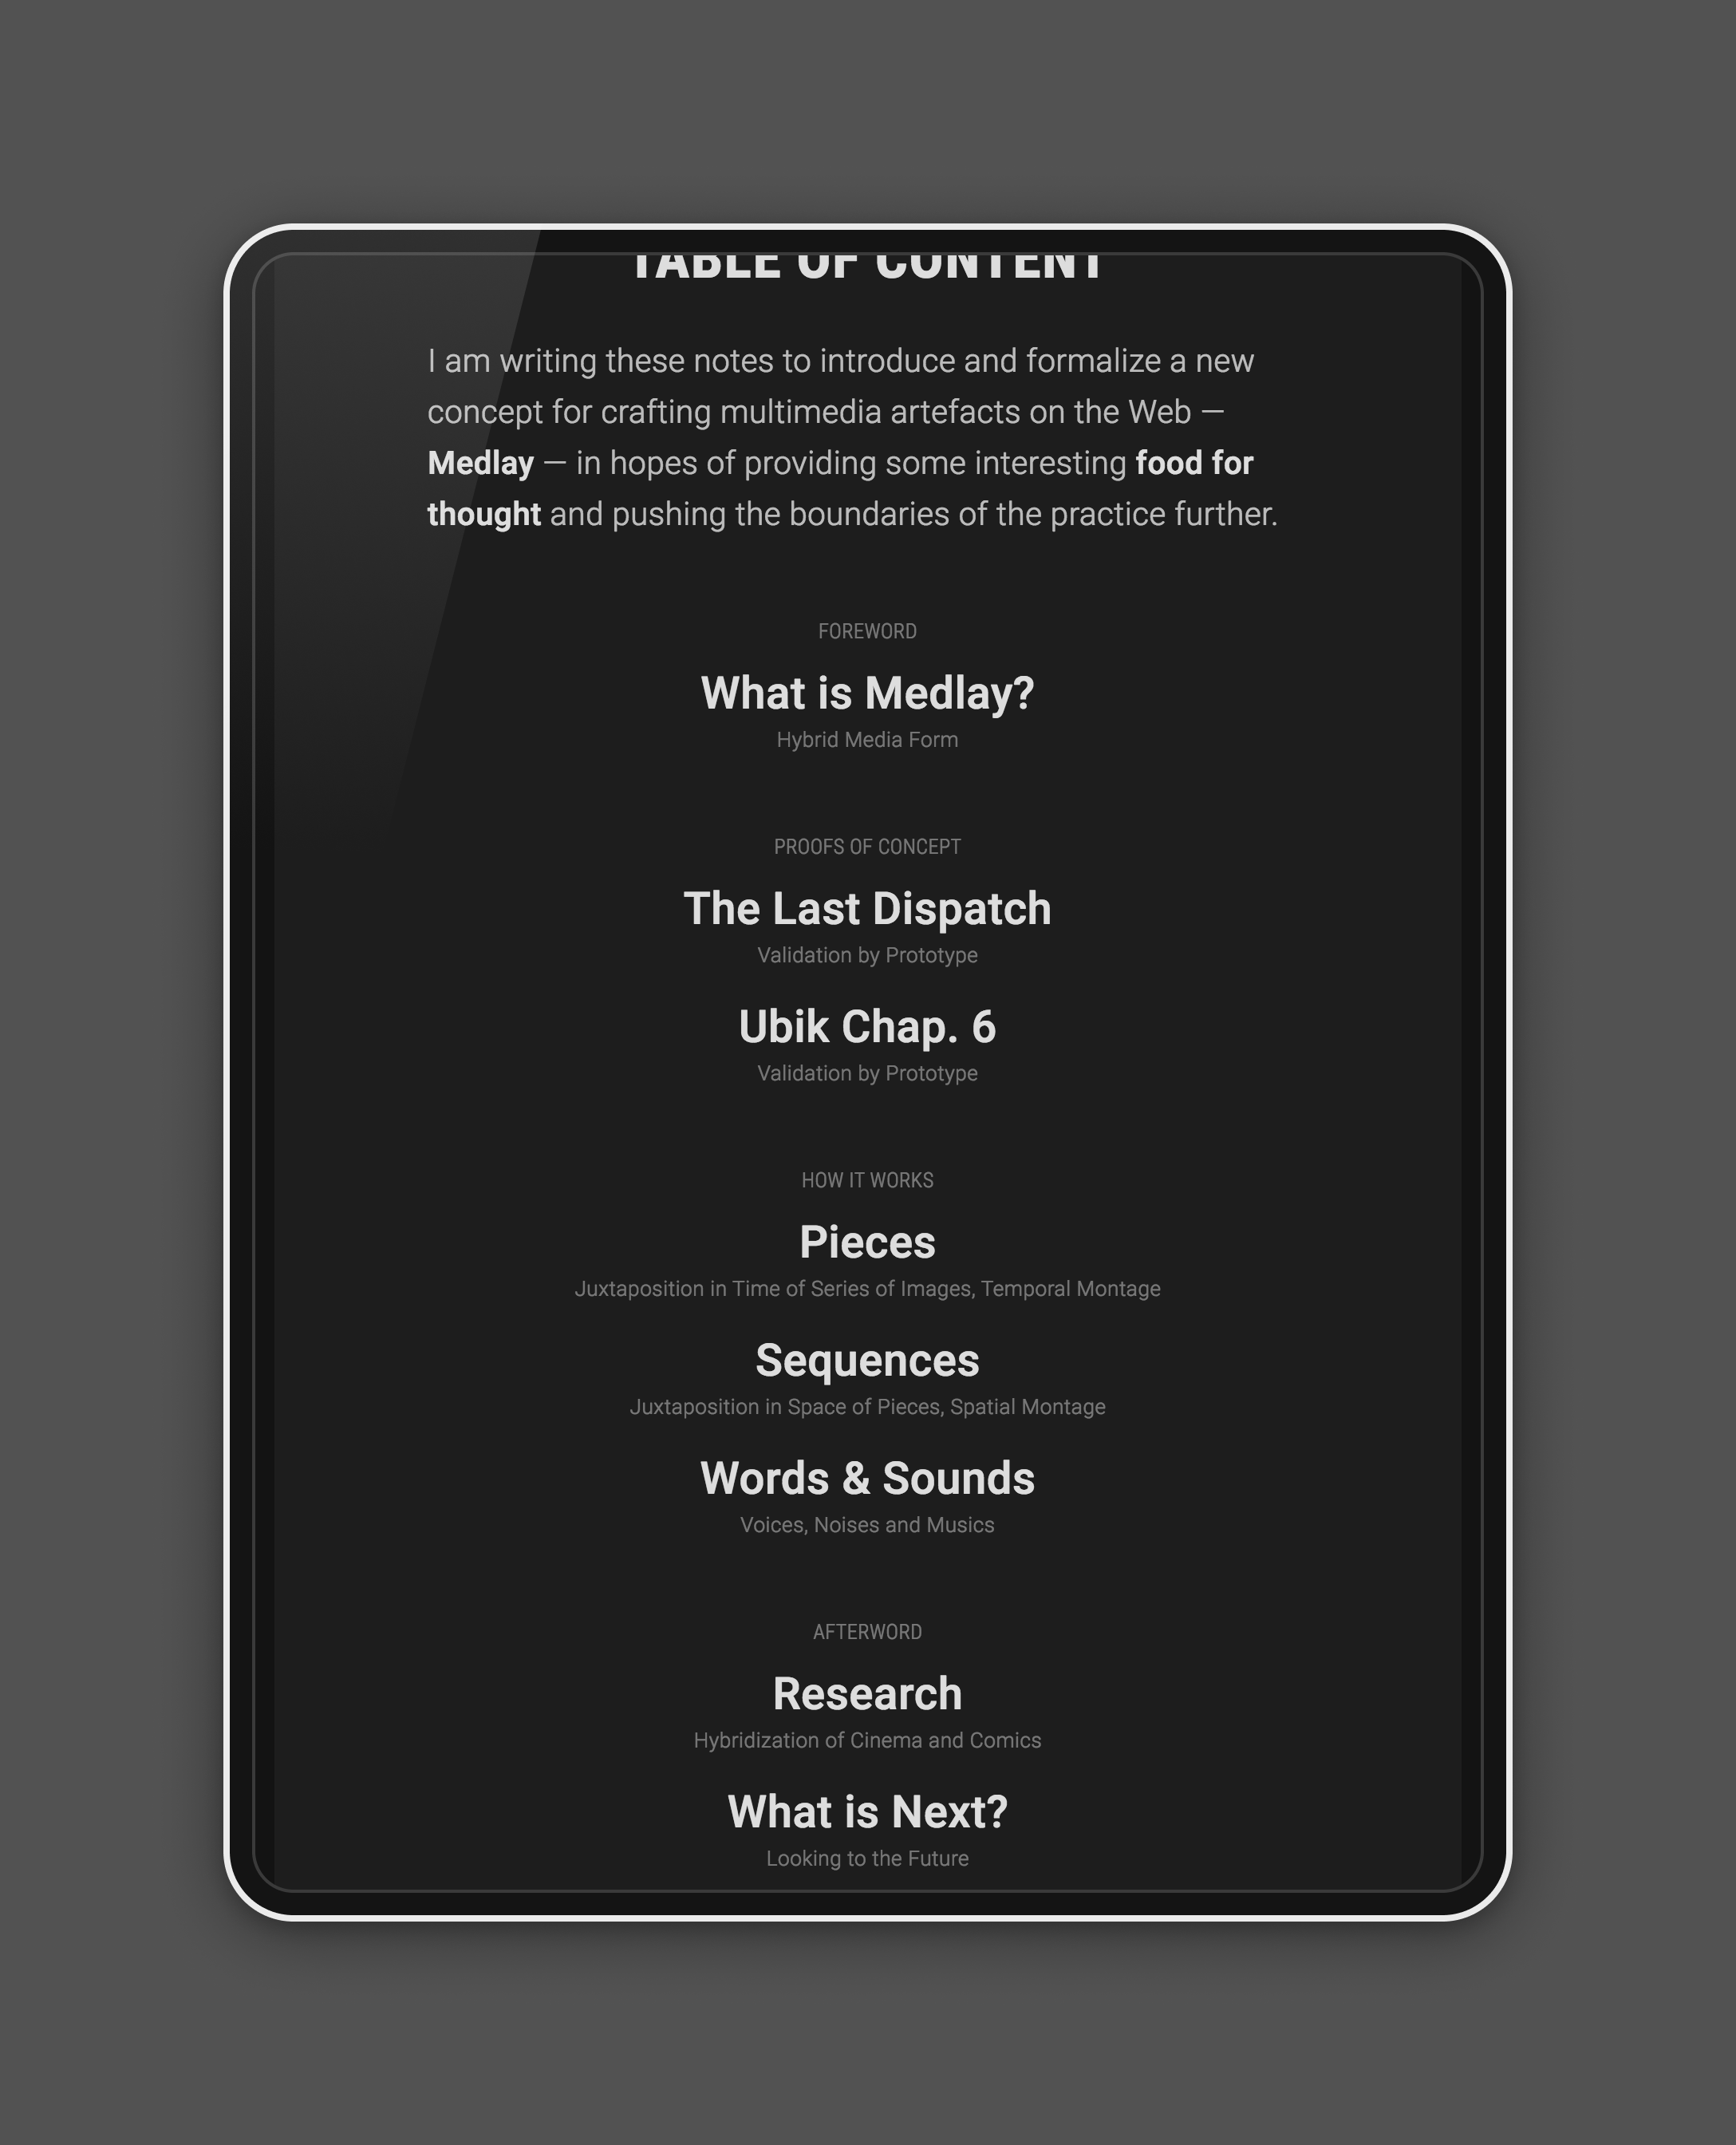 TABLE OF CONTENT
I am writing these notes to introduce and formalize a new
concept for crafting multimedia artefacts on the Web —
Medlay — in hopes of providing some interesting food for
thought and pushing the boundaries of the practice further.
FOREWORD
What is Medlay?
Hybrid Media Form
PROOFS OF CONCEPT
The Last Dispatch
Validation by Prototype
Ubik Chap. 6
Validation by Prototype
HOW IT WORKS
Pieces
Juxtaposition in Time of Series of Images, Temporal Montage
Sequences
Juxtaposition in Space of Pieces, Spatial Montage
Words & Sounds
Voices, Noises and Musics
AFTERWORD
Research
Hybridization of Cinema and Comics
What is Next?
Looking to the Future